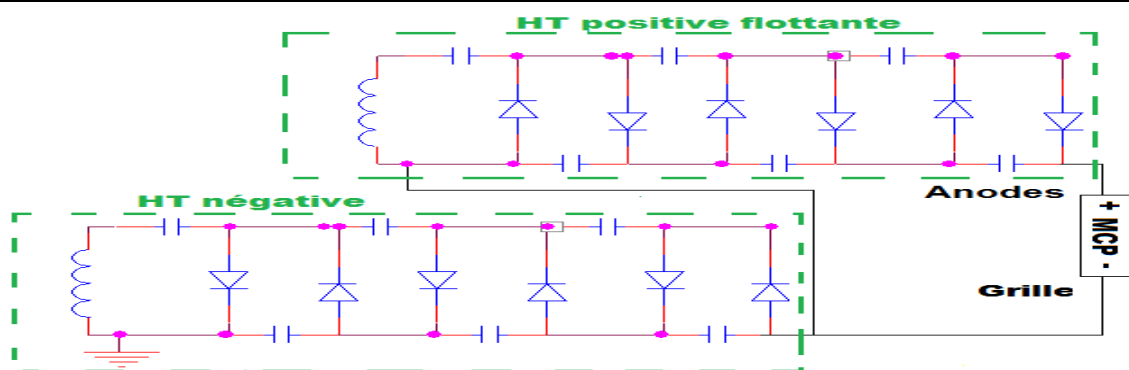 HT positive flottante
Anodes
HT négative
+ MCP -
Grille